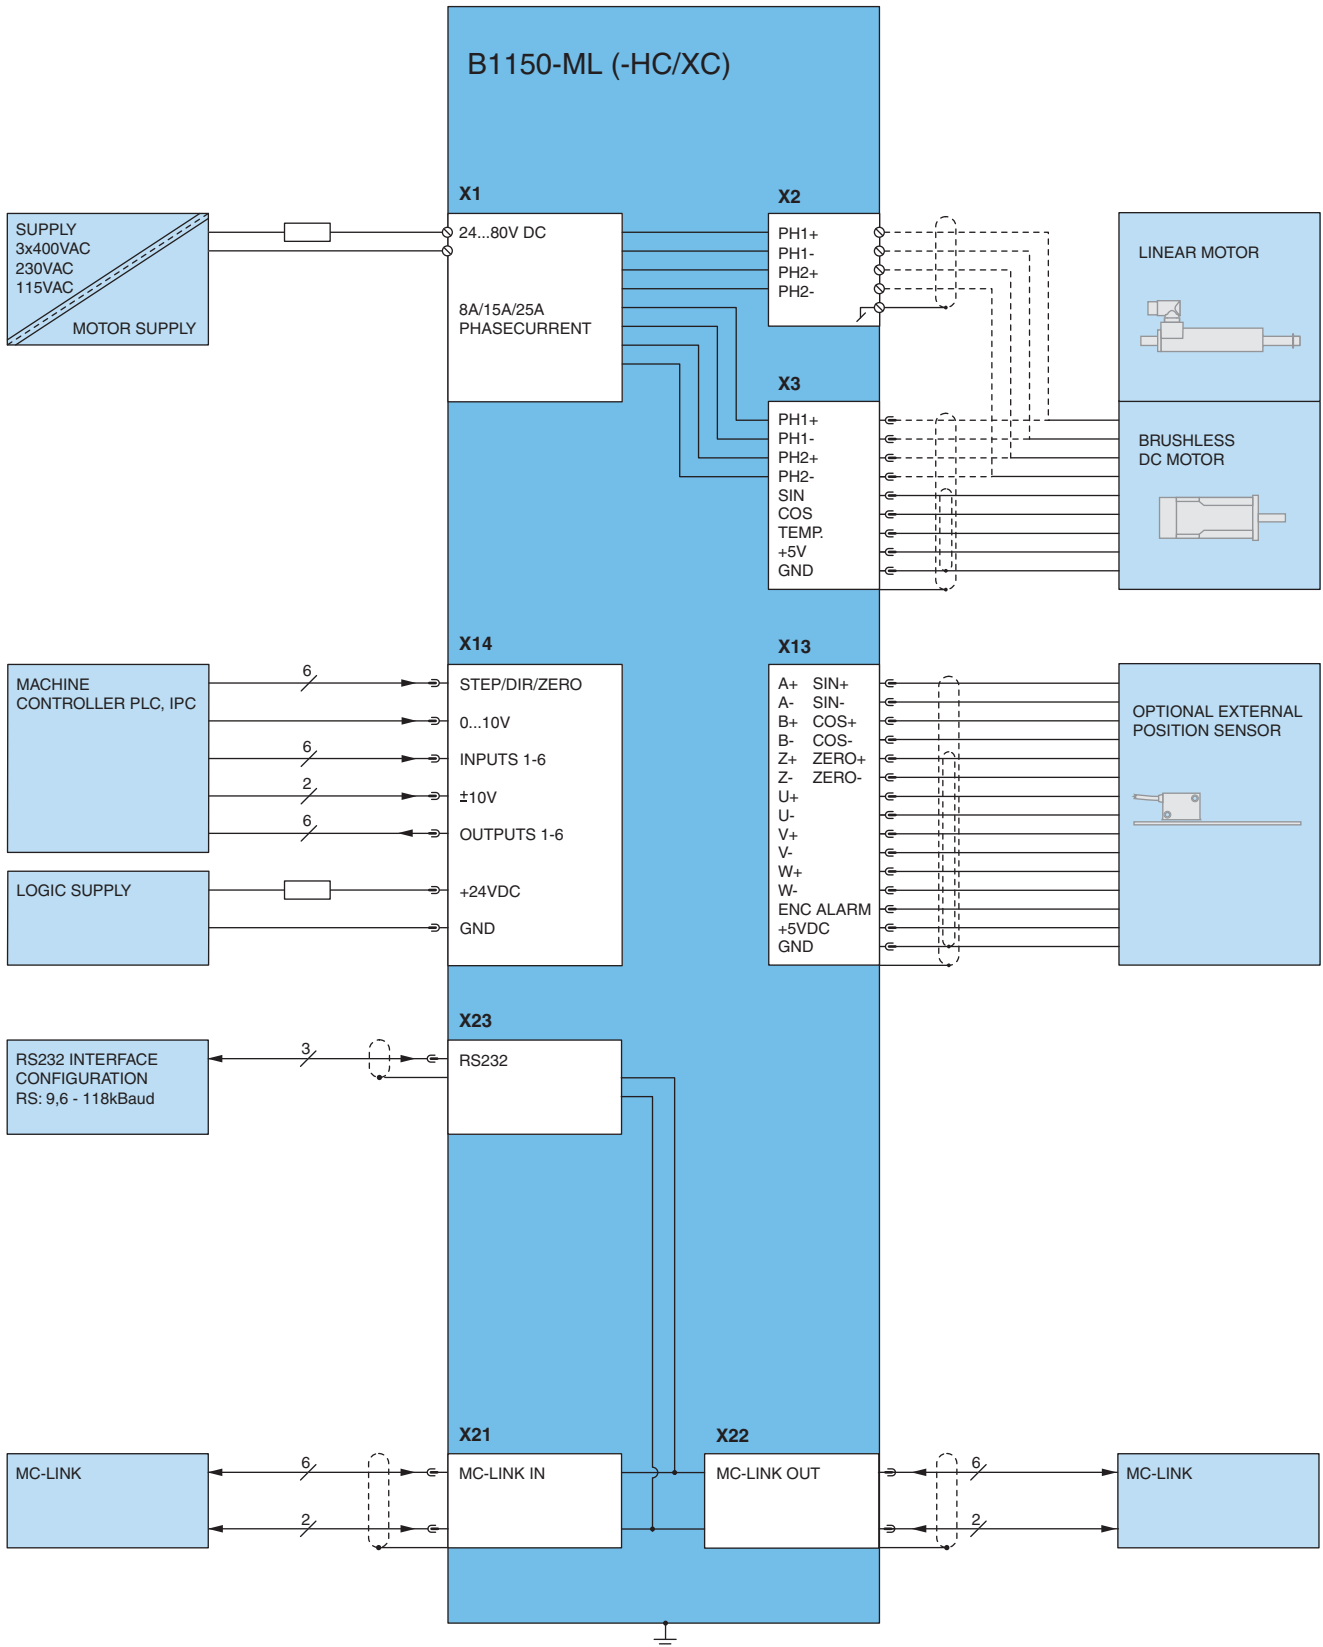 B1150-ML (-HC/XC)
X1
X2
SUPPLY
3x400VAC
230VAC
115VAC
MOTOR SUPPLY
24...80V DC
8A/15A/25A
PHASECURRENT
PH1+
PH1-
PH2+
PH2-
LINEAR MOTOR
X3
PH1+
PH1-
PH2+
PH2-
SIN
COS
TEMP.
+5V
GND
BRUSHLESS
DC MOTOR
X14
X13
MACHINE
CONTROLLER PLC, IPC
6
STEP/DIR/ZERO
0...10V
6
INPUTS 1-6
2
±10V
6
OUTPUTS 1-6
LOGIC SUPPLY
+24VDC
GND
A+ SIN+
A- SIN-
B+ COS+
B- COS-
Z+ ZERO+
Z- ZERO-
U+
U-
V+
V-
W+
W-
ENC ALARM
+5VDC
GND
OPTIONAL EXTERNAL
POSITION SENSOR
X23
RS232 INTERFACE
CONFIGURATION
RS: 9,6 - 118kBaud
3
RS232
X21
X22
MC-LINK
6
2
MC-LINK IN
MC-LINK OUT
6
2
MC-LINK